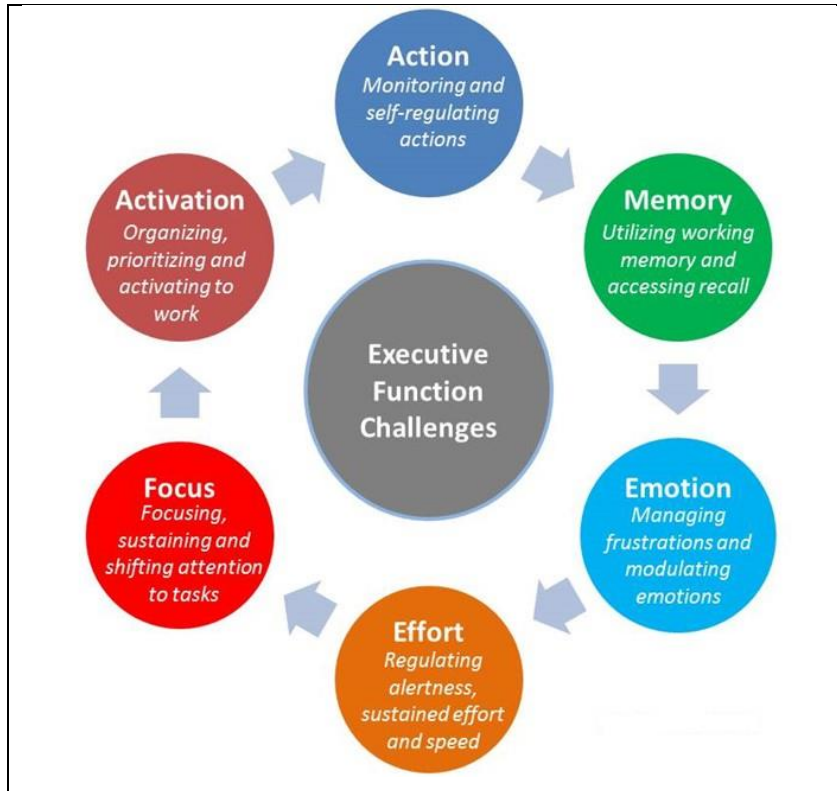 Action
Monitoring and
self-regulating
actions
Memory
Utilizing working
memory and
accessing recall
Emotion
Managing
frustrations and
modulating
emotions
Effort
Regulating
alertness,
sustained effort
and speed
Focus
Focusing,
sustaining and
shifting attention
to tasks
Activation
Organizing,
prioritizing and
activating to
work
Executive
Function
Challenges